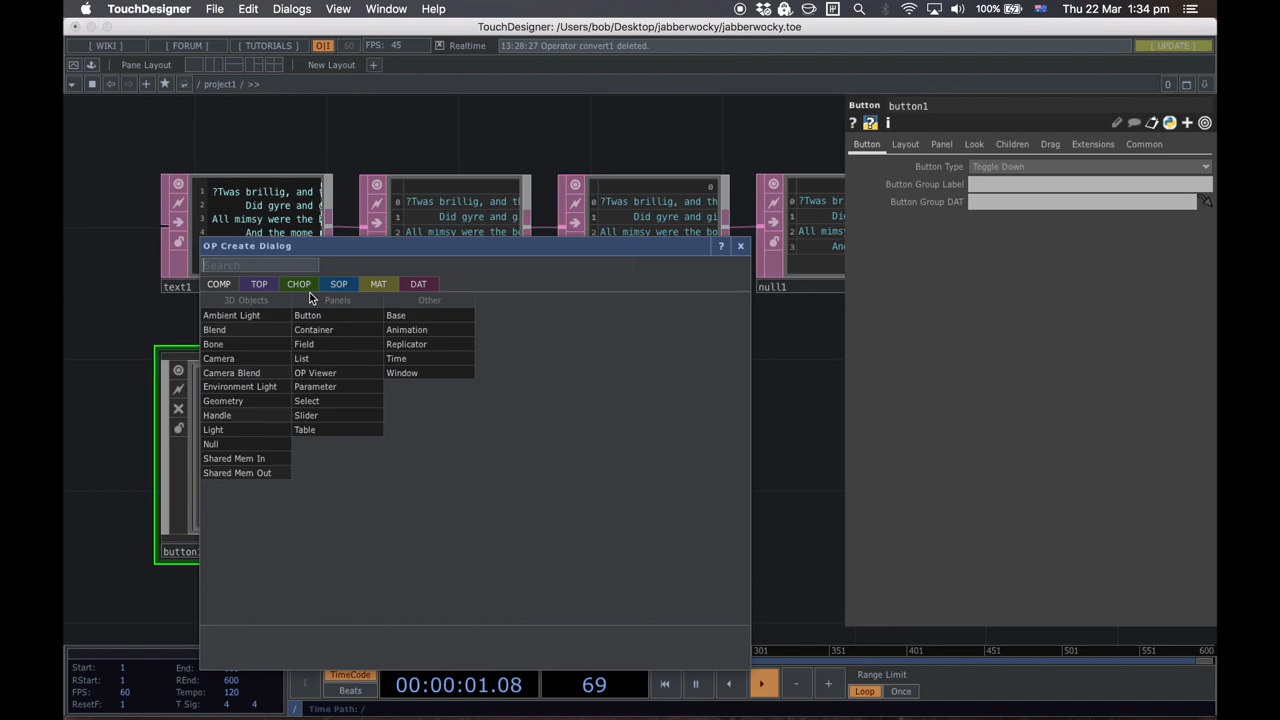 TouchDesigner File Edit Dialogs View Window Help 100% Thu 22 Mar 1:34 pm
TouchDesigner: /Users/bob/Desktop/jabberwocky/jabberwocky.toe
[ WIKI ] [ FORUM ] [ TUTORIALS ] O|I 60 FPS: 45 Realtime 13:28:27 Operator convert1 deleted. [ UPDATE ]
Pane Layout New Layout +
/ project1 / >> 0
Button button1
? ? i
Button Layout Panel Look Children Drag Extensions Common
Button Type Toggle Down
Button Group Label
Button Group DAT
1 ?Twas brillig, and t
2 Did gyre and
3 All mimsy were the
And the mome
text1
0 ?Twas brillig, and th
1 Did gyre and gi
2 All mimsy were the bo
0
0 ?Twas brillig, and th
1 Did gyre and gi
2 All mimsy were the bo
0 ?Twas brillig
1
2 All mimsy were
3
null1
button1
OP Create Dialog ? x
Search
COMP TOP CHOP SOP MAT DAT
3D Objects Panels Other
Ambient Light Button Base
Blend Container Animation
Bone Field Replicator
Camera List Time
Camera Blend OP Viewer Window
Environment Light Parameter
Geometry Select
Handle Slider
Light Table
Null
Shared Mem In
Shared Mem Out
301 351 401 451 501 551 600
Start: 1 End:
RStart: 1 REnd: 600
FPS: 60 Tempo: 120
ResetF: 1 T Sig: 4 4
TimeCode
Beats
00:00:01.08 69
Range Limit
Loop Once
/ Time Path: /